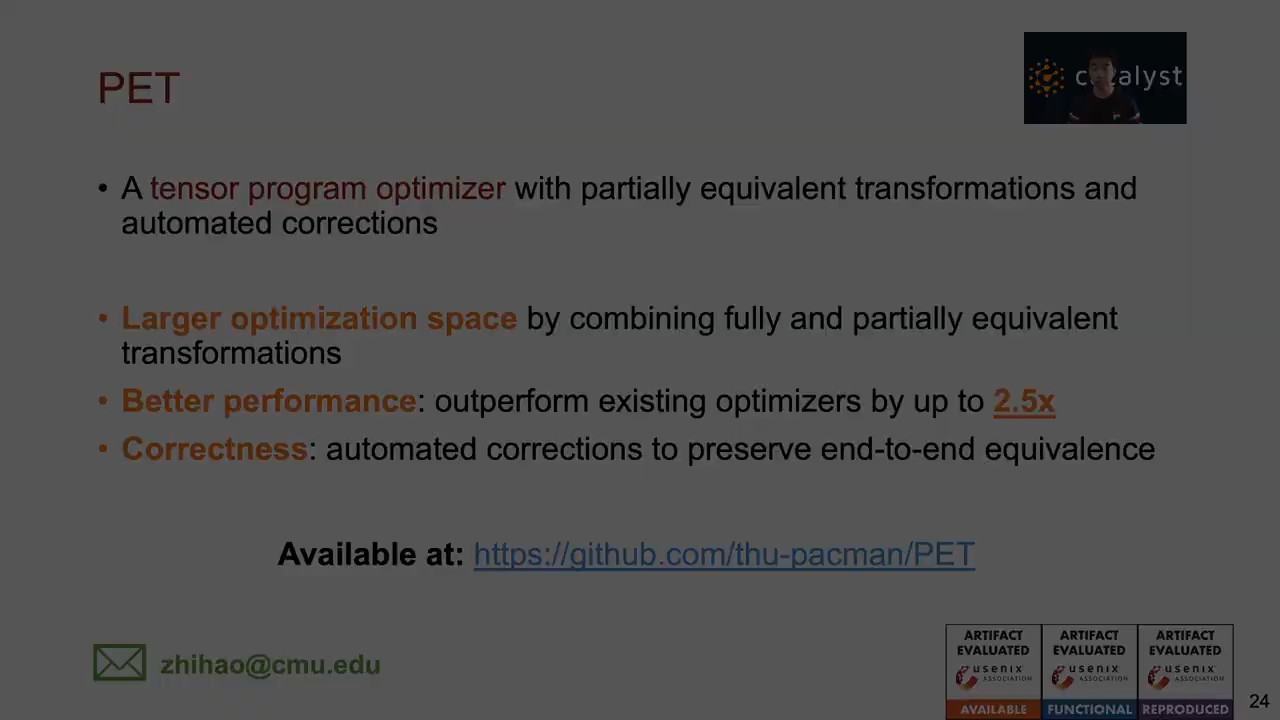 PET
catalyst
• A tensor program optimizer with partially equivalent transformations and
automated corrections
• Larger optimization space by combining fully and partially equivalent
transformations
• Better performance: outperform existing optimizers by up to 2.5x
• Correctness: automated corrections to preserve end-to-end equivalence
Available at: https://github.com/thu-pacman/PET
zhihao@cmu.edu
ARTIFACT
EVALUATED
usenix
ASSOCIATION
AVAILABLE
ARTIFACT
EVALUATED
usenix
ASSOCIATION
FUNCTIONAL
ARTIFACT
EVALUATED
usenix
ASSOCIATION
REPRODUCED
24